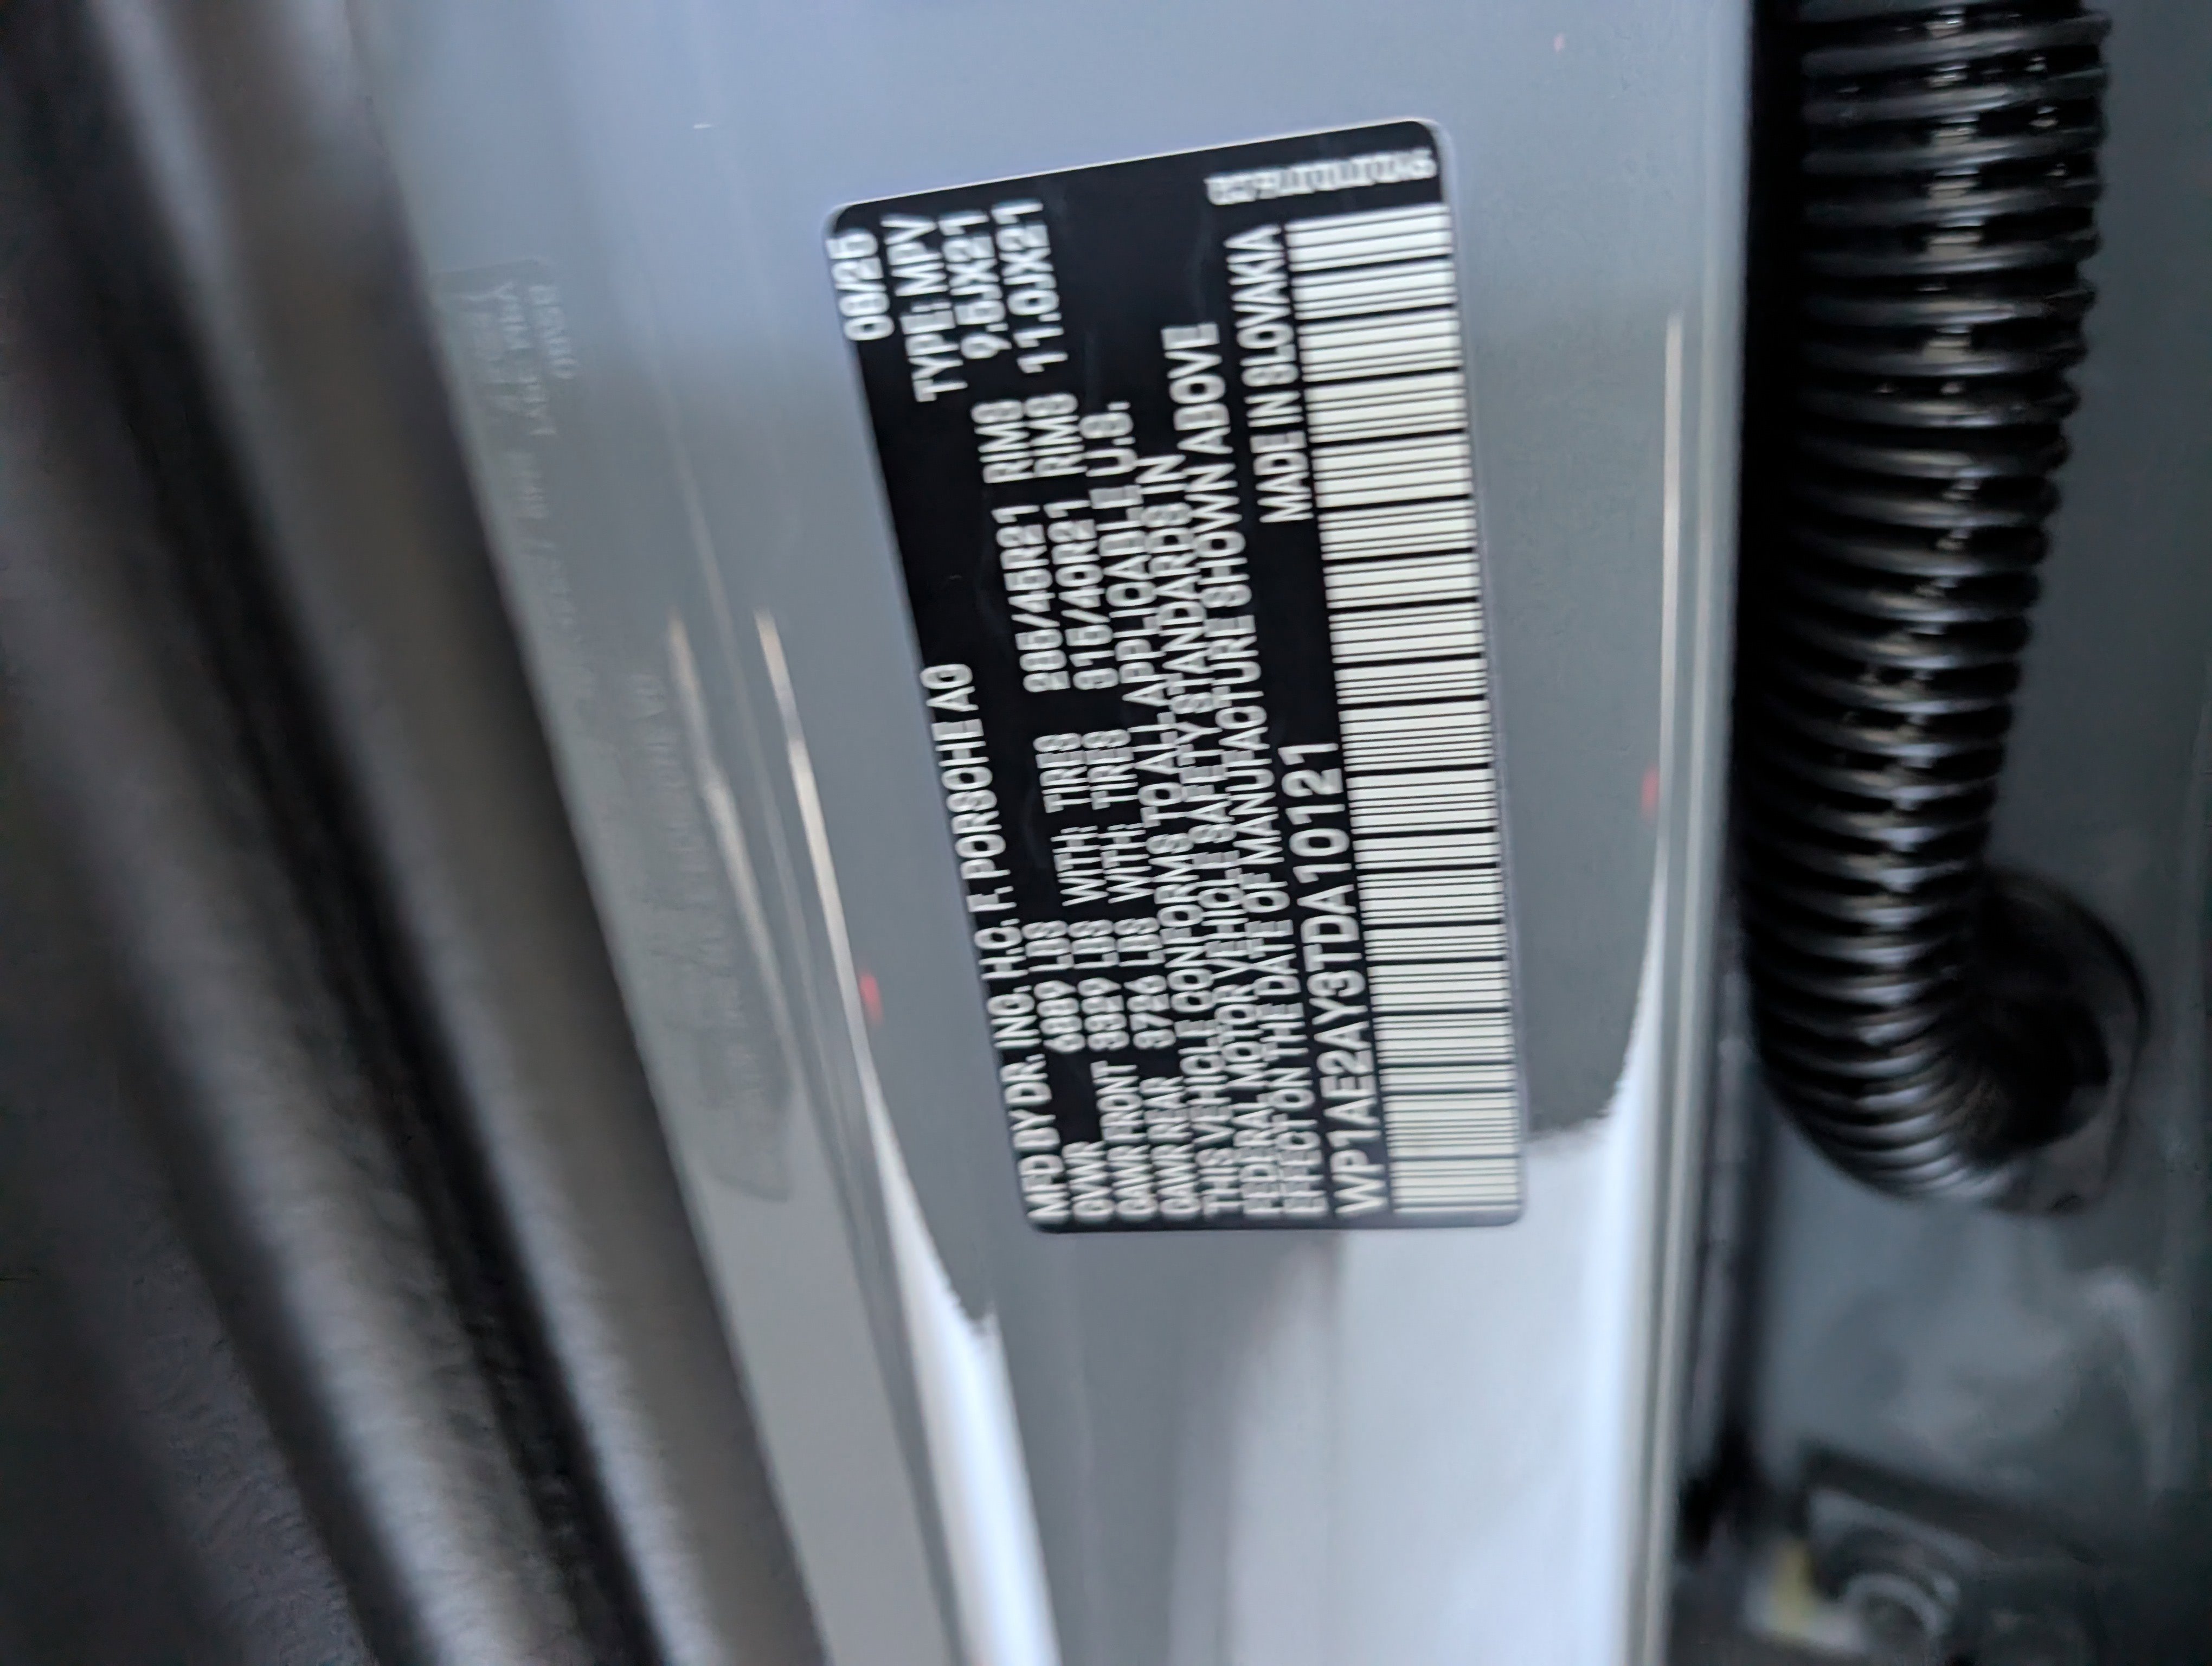 MFD BY DR. ING. H.C. F. PORSCHE AG 08/25
GVWR 6889 LBS TYPE: MPV
GAWR FRONT 3329 LBS WITH: TIRES 285/45R21 RIMS 9.5JX21
GAWR REAR 3726 LBS WITH: TIRES 315/40R21 RIMS 11.0JX21
THIS VEHICLE CONFORMS TO ALL APPLICABLE U.S.
FEDERAL MOTOR VEHICLE SAFETY STANDARDS IN
EFFECT ON THE DATE OF MANUFACTURE SHOWN ABOVE
WP1AE2AY3TDA10121 MADE IN SLOVAKIA